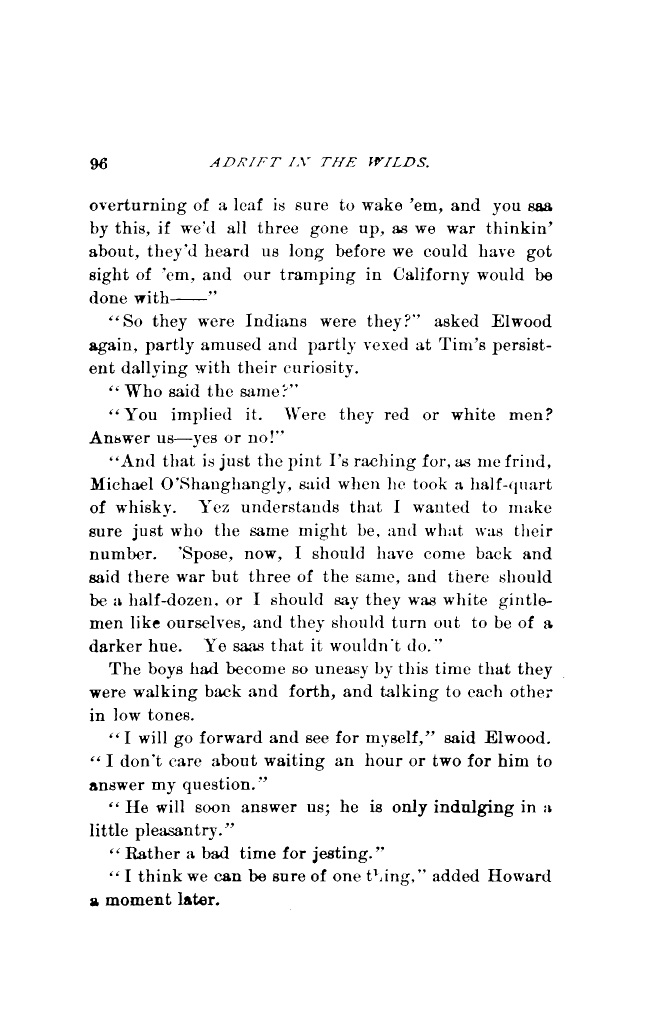 96 ADRIFT IN THE WILDS.
overturning of a leaf is sure to wake 'em, and you saa
by this, if we'd all three gone up, as we war thinkin'
about, they'd heard us long before we could have got
sight of 'em, and our tramping in Californy would be
done with——"
"So they were Indians were they?" asked Elwood
again, partly amused and partly vexed at Tim's persist-
ent dallying with their curiosity.
"Who said the same?"
"You implied it. Were they red or white men?
Answer us—yes or no!"
"And that is just the pint I's raching for, as me frind,
Michael O'Shanghangly, said when he took a half-quart
of whisky. Yez understands that I wanted to make
sure just who the same might be, and what was their
number. 'Spose, now, I should have come back and
said there war but three of the same, and there should
be a half-dozen, or I should say they was white gintle-
men like ourselves, and they should turn out to be of a
darker hue. Ye saas that it wouldn't do."
The boys had become so uneasy by this time that they
were walking back and forth, and talking to each other
in low tones.
"I will go forward and see for myself," said Elwood.
"I don't care about waiting an hour or two for him to
answer my question."
"He will soon answer us; he is only indulging in a
little pleasantry."
"Rather a bad time for jesting."
"I think we can be sure of one thing," added Howard
a moment later.